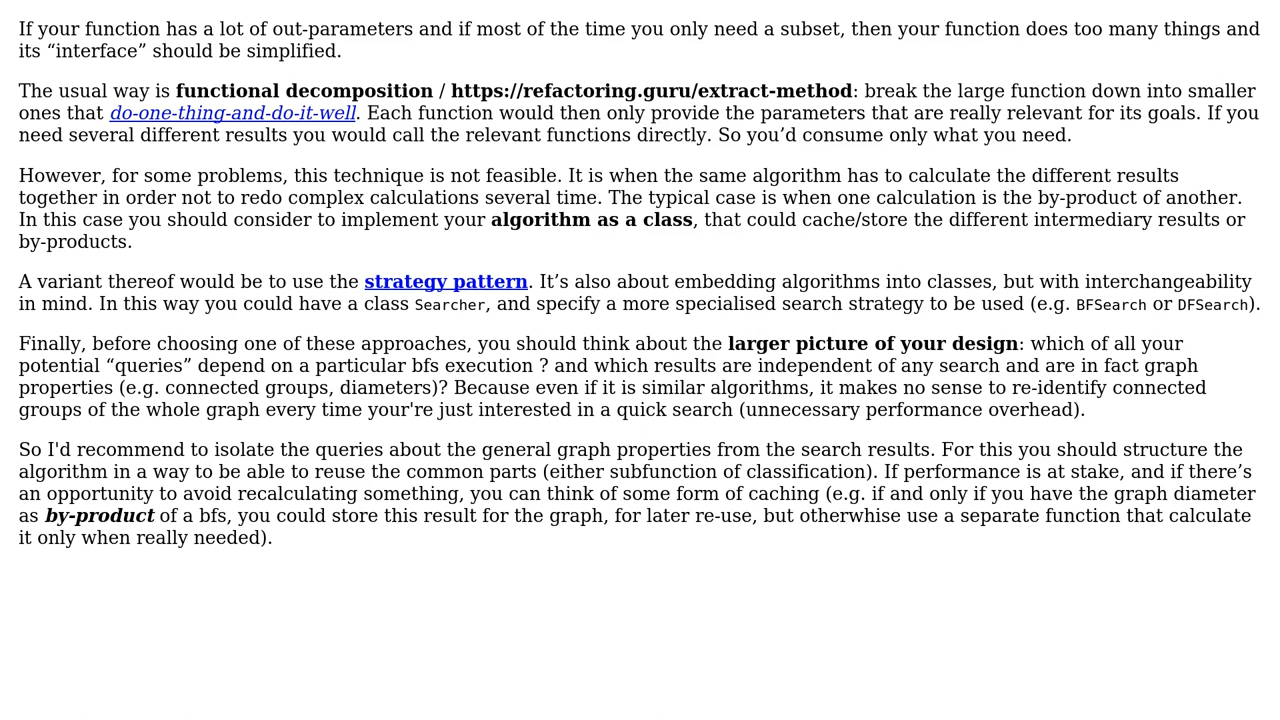 If your function has a lot of out-parameters and if most of the time you only need a subset, then your function does too many things and
its “interface” should be simplified.
The usual way is functional decomposition / https://refactoring.guru/extract-method: break the large function down into smaller
ones that do-one-thing-and-do-it-well. Each function would then only provide the parameters that are really relevant for its goals. If you
need several different results you would call the relevant functions directly. So you’d consume only what you need.
However, for some problems, this technique is not feasible. It is when the same algorithm has to calculate the different results
together in order not to redo complex calculations several time. The typical case is when one calculation is the by-product of another.
In this case you should consider to implement your algorithm as a class, that could cache/store the different intermediary results or
by-products.
A variant thereof would be to use the strategy pattern. It’s also about embedding algorithms into classes, but with interchangeability
in mind. In this way you could have a class Searcher, and specify a more specialised search strategy to be used (e.g. BFSearch or DFSearch).
Finally, before choosing one of these approaches, you should think about the larger picture of your design: which of all your
potential “queries” depend on a particular bfs execution ? and which results are independent of any search and are in fact graph
properties (e.g. connected groups, diameters)? Because even if it is similar algorithms, it makes no sense to re-identify connected
groups of the whole graph every time your're just interested in a quick search (unnecessary performance overhead).
So I'd recommend to isolate the queries about the general graph properties from the search results. For this you should structure the
algorithm in a way to be able to reuse the common parts (either subfunction of classification). If performance is at stake, and if there’s
an opportunity to avoid recalculating something, you can think of some form of caching (e.g. if and only if you have the graph diameter
as by-product of a bfs, you could store this result for the graph, for later re-use, but otherwhise use a separate function that calculate
it only when really needed).